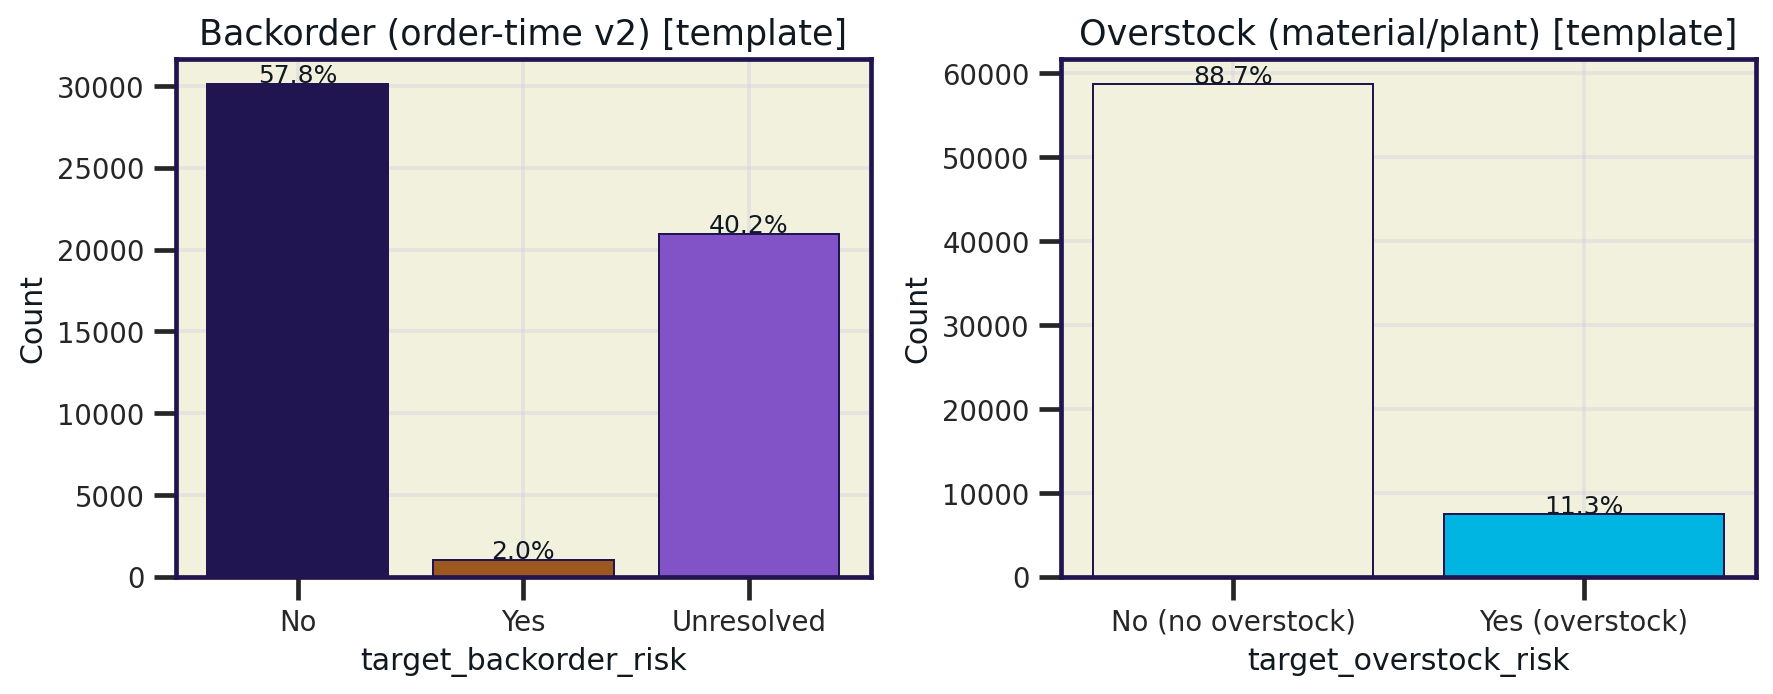 Backorder (order-time v2) [template]
57.8%
30000
25000
40.2%
20000
15000
10000
5000
2.0%
0
Count
No
Yes
Unresolved
target_backorder_risk
Overstock (material/plant) [template]
88.7%
60000
50000
40000
30000
20000
10000
11.3%
0
Count
No (no overstock)
Yes (overstock)
target_overstock_risk